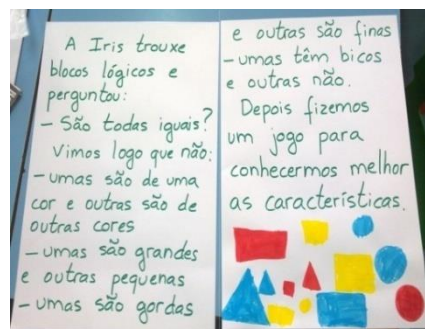 A Iris trouxe
blocos lógicos e
perguntou:
– São todas iguais?
Vimos logo que não:
– umas são de uma
cor e outras são de
outras cores
– umas são grandes
e outras pequenas
– umas são gordas
e outras são finas
– umas têm bicos
e outras não.
Depois fizemos
um jogo para
conhecermos melhor
as características.